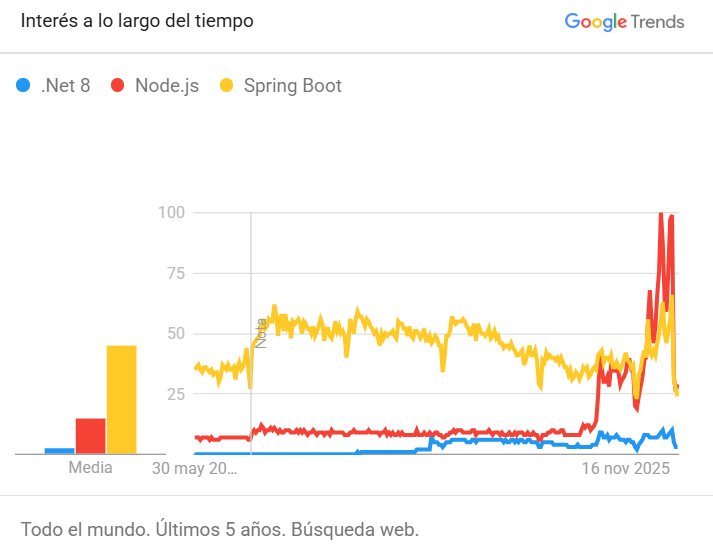 Interés a lo largo del tiempo
Google Trends
.Net 8
Node.js
Spring Boot
100
75
50
25
Nota
Media
30 may 20…
16 nov 2025
Todo el mundo. Últimos 5 años. Búsqueda web.